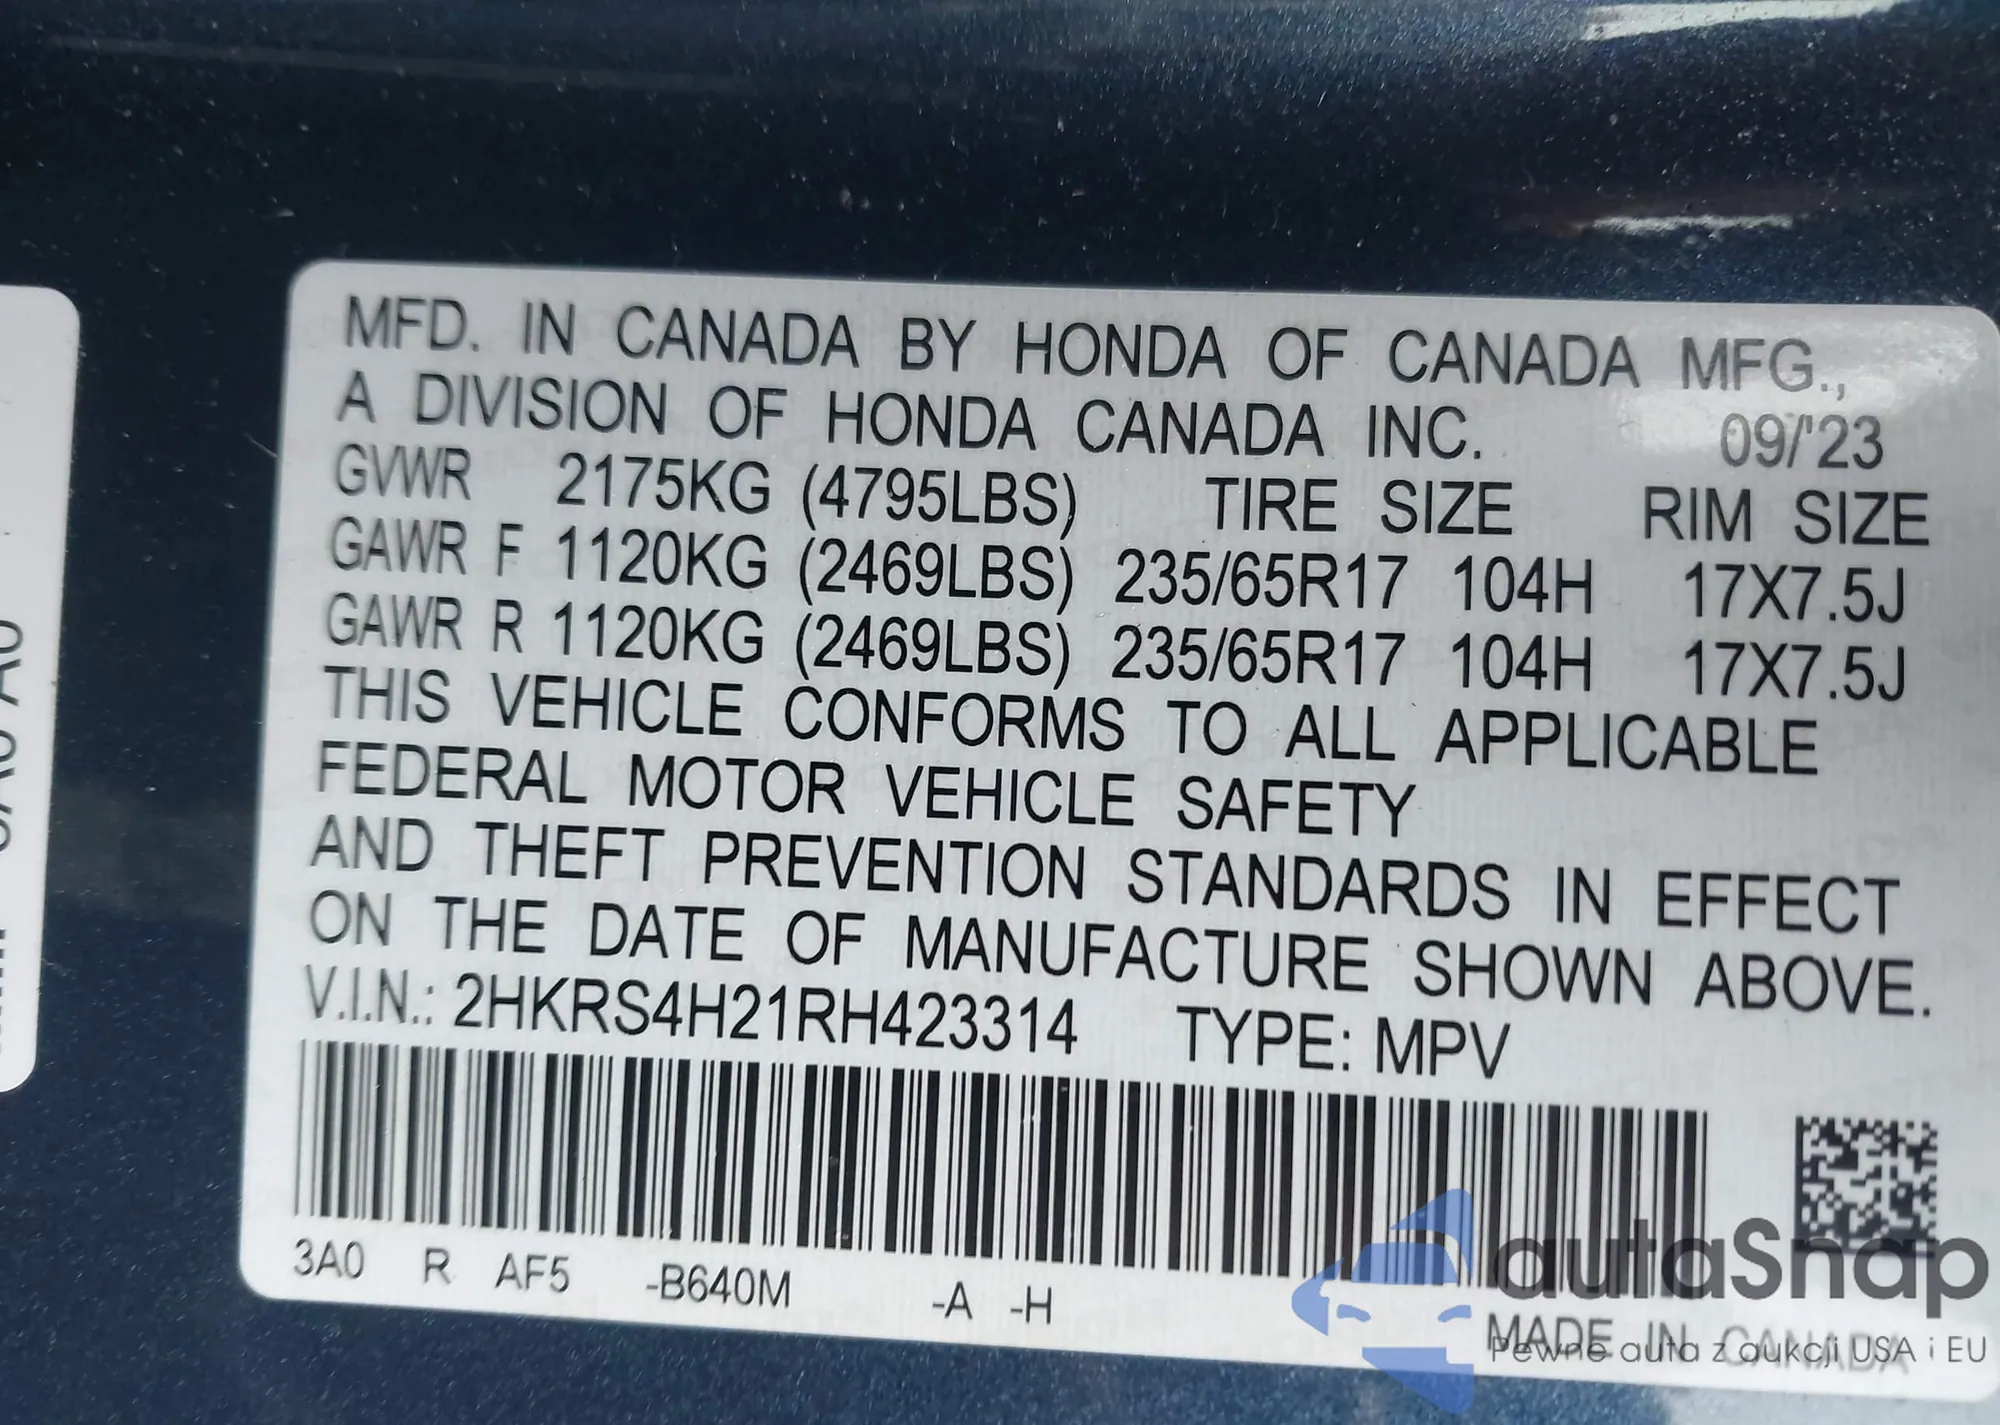 MFD. IN CANADA BY HONDA OF CANADA MFG.,
A DIVISION OF HONDA CANADA INC. 09/'23
GVWR 2175KG (4795LBS) TIRE SIZE RIM SIZE
GAWR F 1120KG (2469LBS) 235/65R17 104H 17X7.5J
GAWR R 1120KG (2469LBS) 235/65R17 104H 17X7.5J
THIS VEHICLE CONFORMS TO ALL APPLICABLE
FEDERAL MOTOR VEHICLE SAFETY
AND THEFT PREVENTION STANDARDS IN EFFECT
ON THE DATE OF MANUFACTURE SHOWN ABOVE.
V.I.N.: 2HKRS4H21RH423314 TYPE: MPV
3A0 R AF5 -B640M -A -H
MADE IN CANADA
autaSnap
Pewne auta z aukcji USA i EU